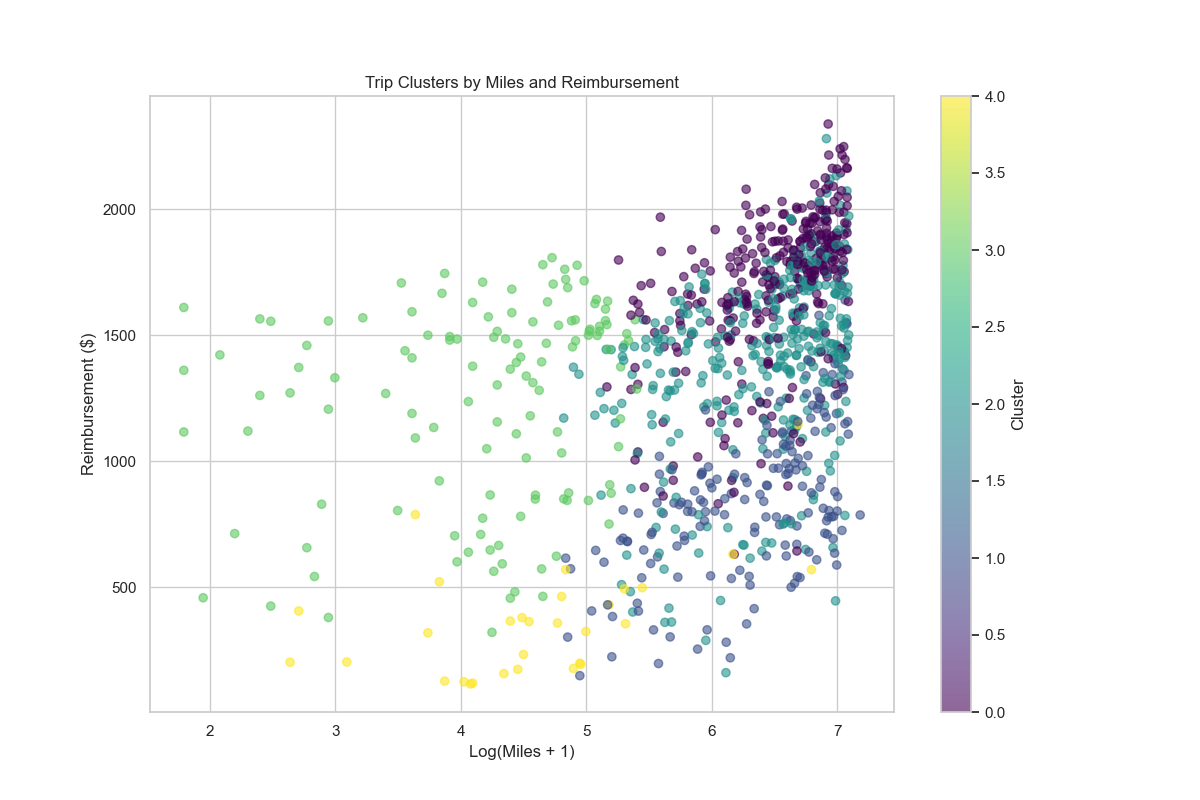 Trip Clusters by Miles and Reimbursement
Reimbursement ($)
2000
1500
1000
500
2 3 4 5 6 7
Log(Miles + 1)
4.0
3.5
3.0
2.5
2.0
1.5
1.0
0.5
0.0
Cluster